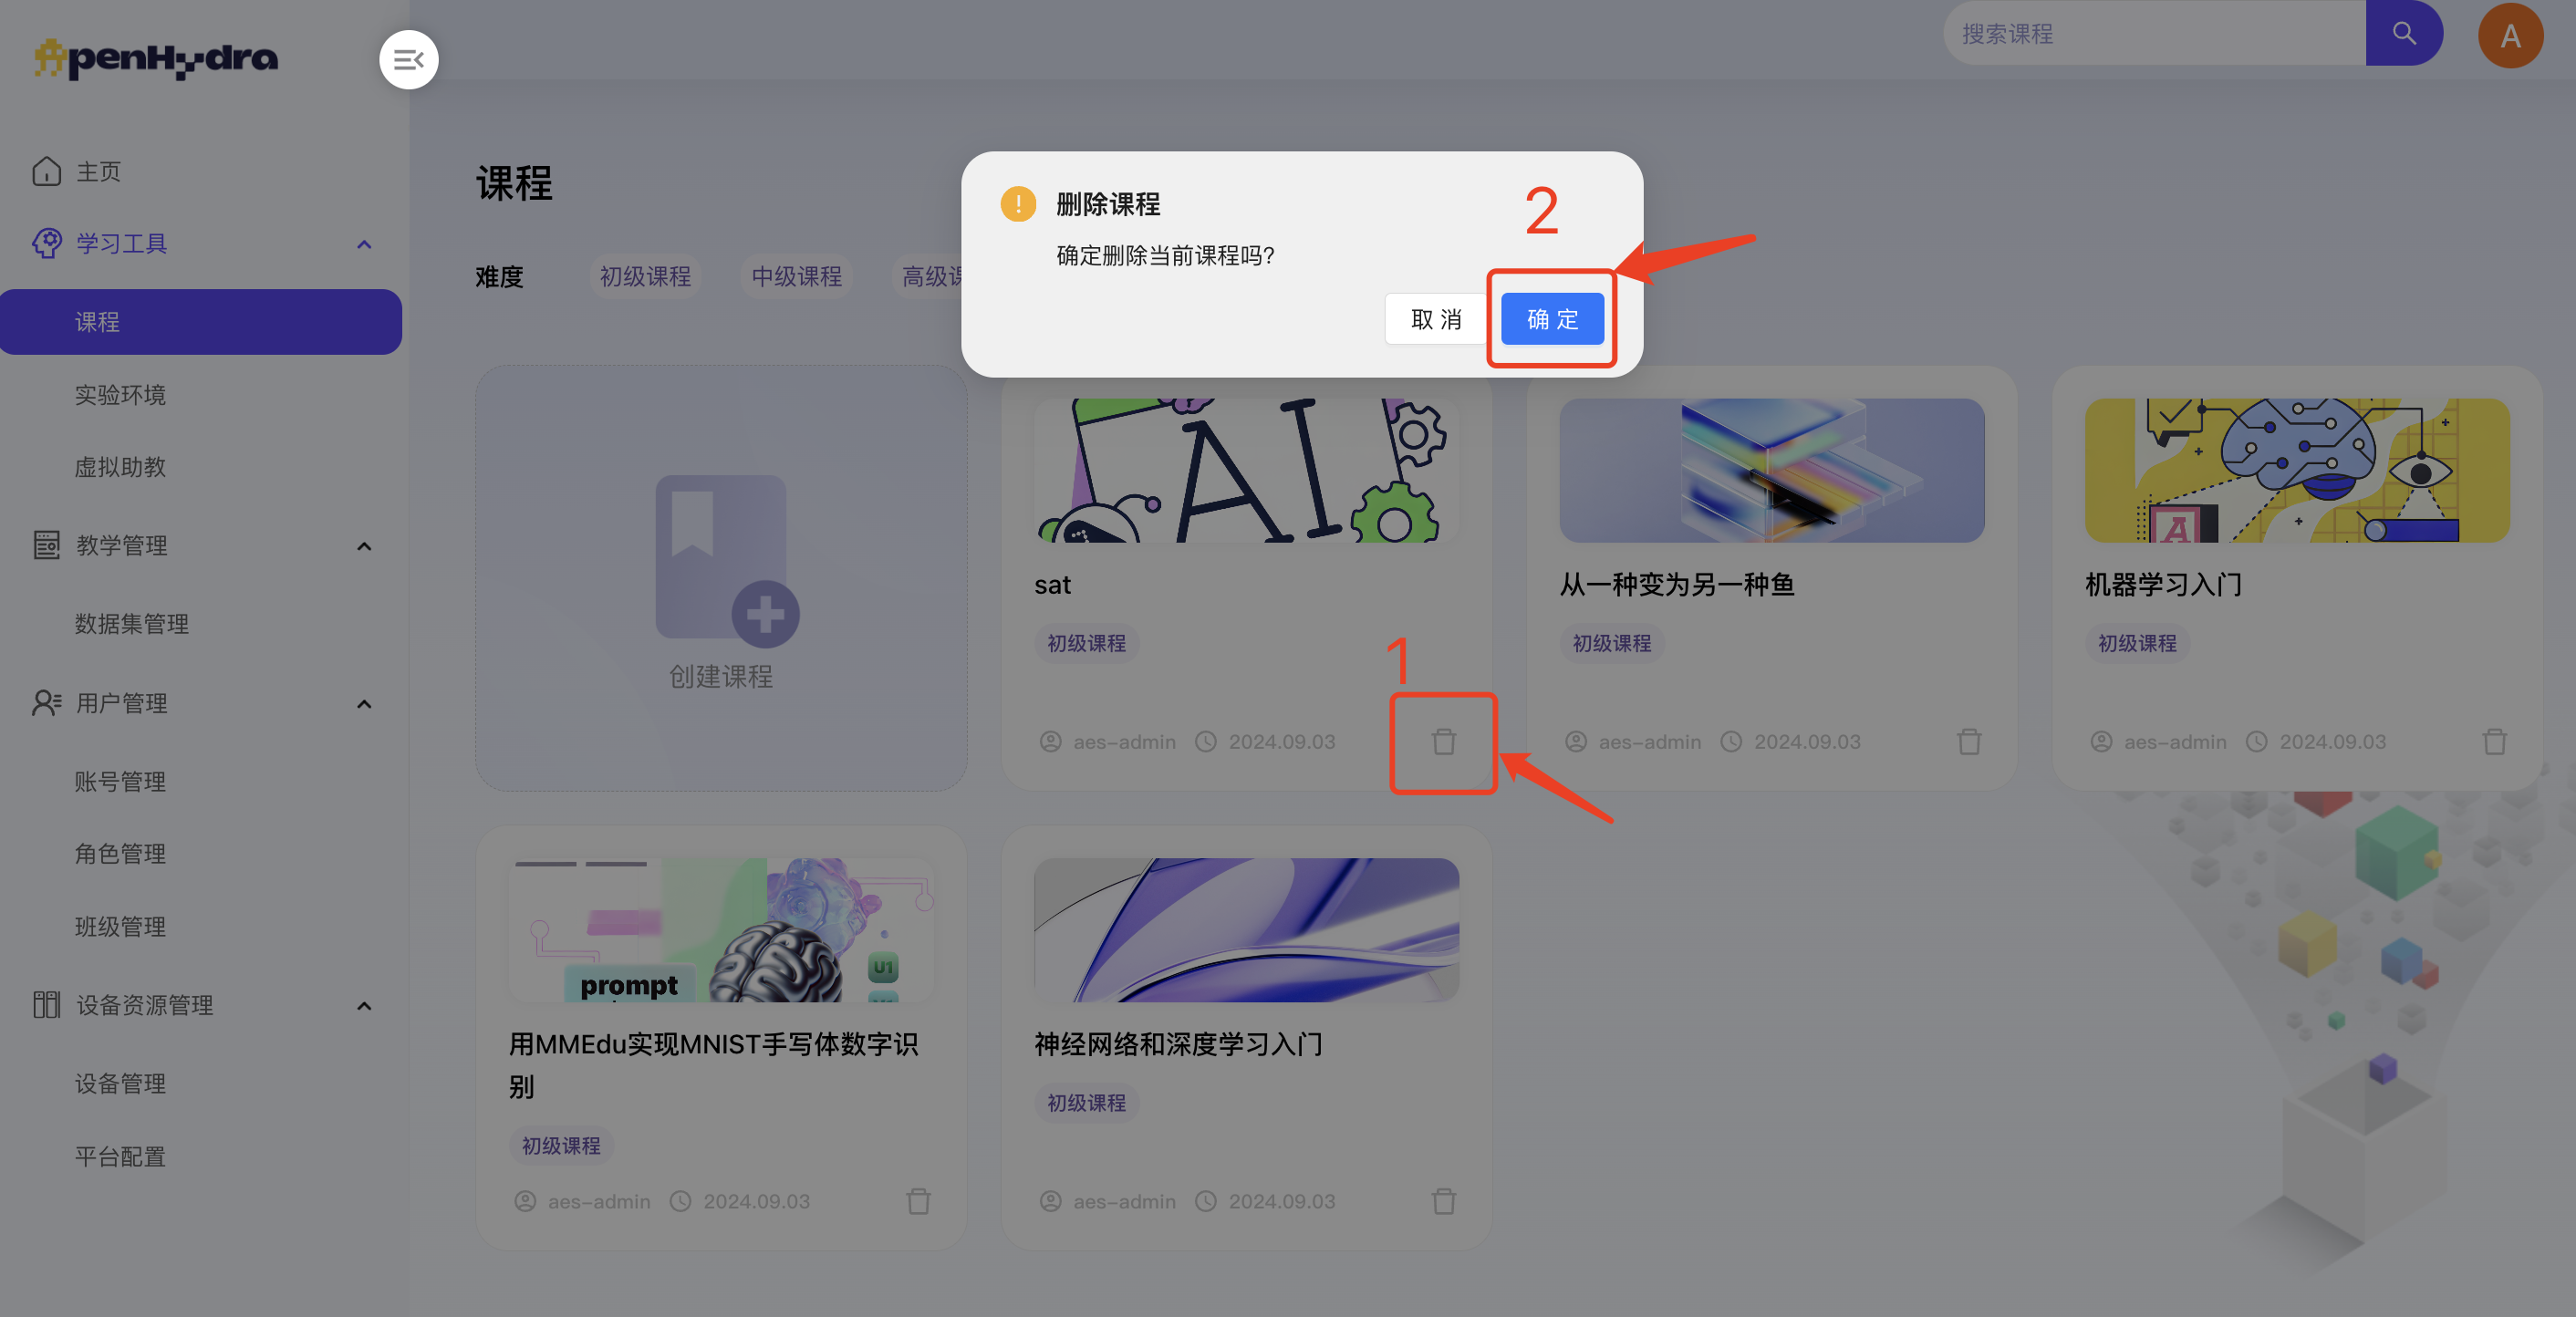 OpenHydra
搜索课程
A
主页
学习工具
课程
实验环境
虚拟助教
教学管理
数据集管理
用户管理
账号管理
角色管理
班级管理
设备资源管理
设备管理
平台配置
课程
难度
初级课程
中级课程
高级课
删除课程
确定删除当前课程吗?
取 消
确 定
2
创建课程
AI
sat
初级课程
1
aes-admin
2024.09.03
从一种变为另一种鱼
初级课程
aes-admin
2024.09.03
A
机器学习入门
初级课程
aes-admin
2024.09.03
prompt
U1
用MMEdu实现MNIST手写体数字识
别
初级课程
aes-admin
2024.09.03
神经网络和深度学习入门
初级课程
aes-admin
2024.09.03